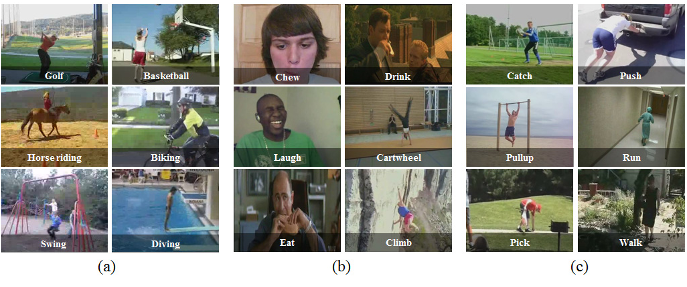 Golf
Basketball
Chew
Drink
Catch
Push
Horse riding
Biking
Laugh
Cartwheel
Pullup
Run
Swing
Diving
Eat
Climb
Pick
Walk
(a)
(b)
(c)